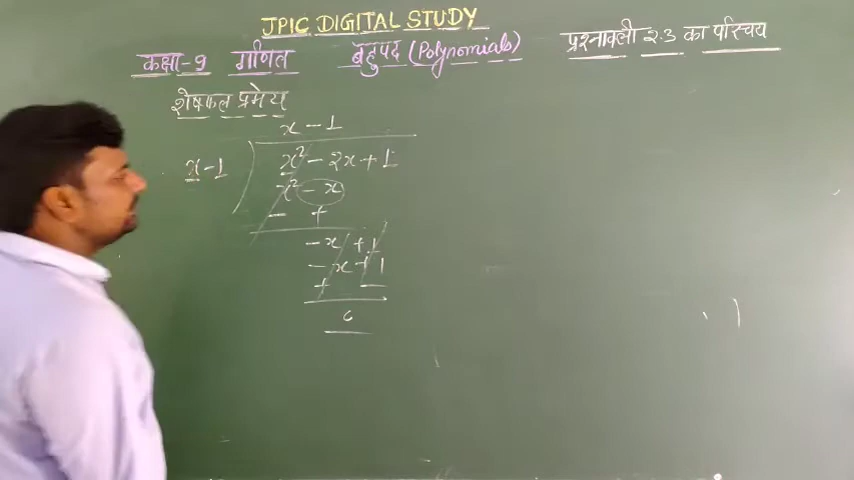 JPIC DIGITAL STUDY
कक्षा-9 गणित बहुपद (Polynomials) प्रश्नावली 2.3 का परिचय
शेषफल प्रमेय
x - 1
x - 1 ) x² - 2x + 1
x² - x
- +
- x + 1
- x + 1
+ -
0